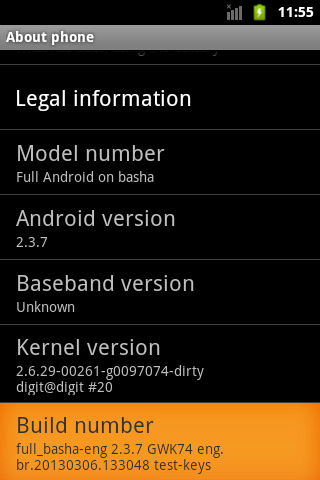 11:55
About phone
Legal information
Model number
Full Android on basha
Android version
2.3.7
Baseband version
Unknown
Kernel version
2.6.29-00261-g0097074-dirty
digit@digit #20
Build number
full_basha-eng 2.3.7 GWK74 eng.
br.20130306.133048 test-keys